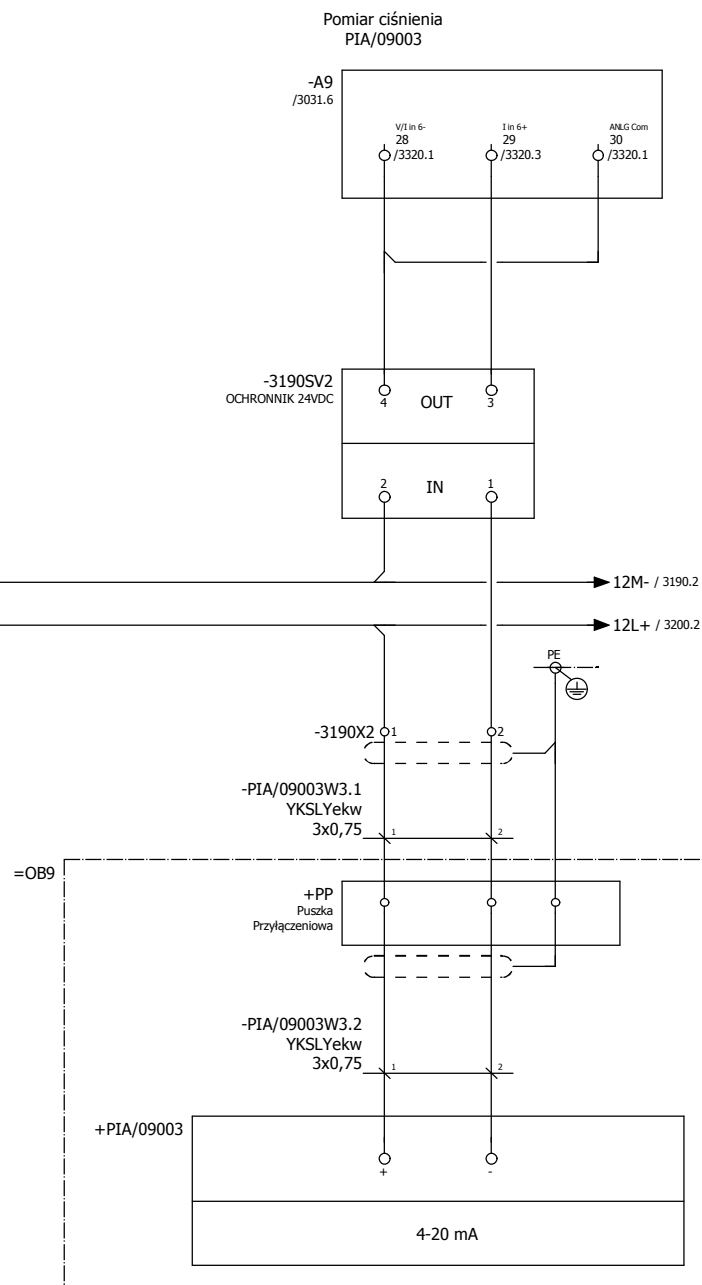 Pomiar ciśnienia
PIA/09003
-A9
/3031.6
V/I in 6-
28
/3320.1
I in 6+
29
/3320.3
ANLG Com
30
/3320.1
-3190SV2
OCHRONNIK 24VDC
4
OUT
3
2
IN
1
12M- / 3190.2
12L+ / 3200.2
PE
-3190X2
1
2
-PIA/09003W3.1
YKSLYekw
3x0,75
1
2
=OB9
+PP
Puszka
Przyłączeniowa
-PIA/09003W3.2
YKSLYekw
3x0,75
1
2
+PIA/09003
+
-
4-20 mA